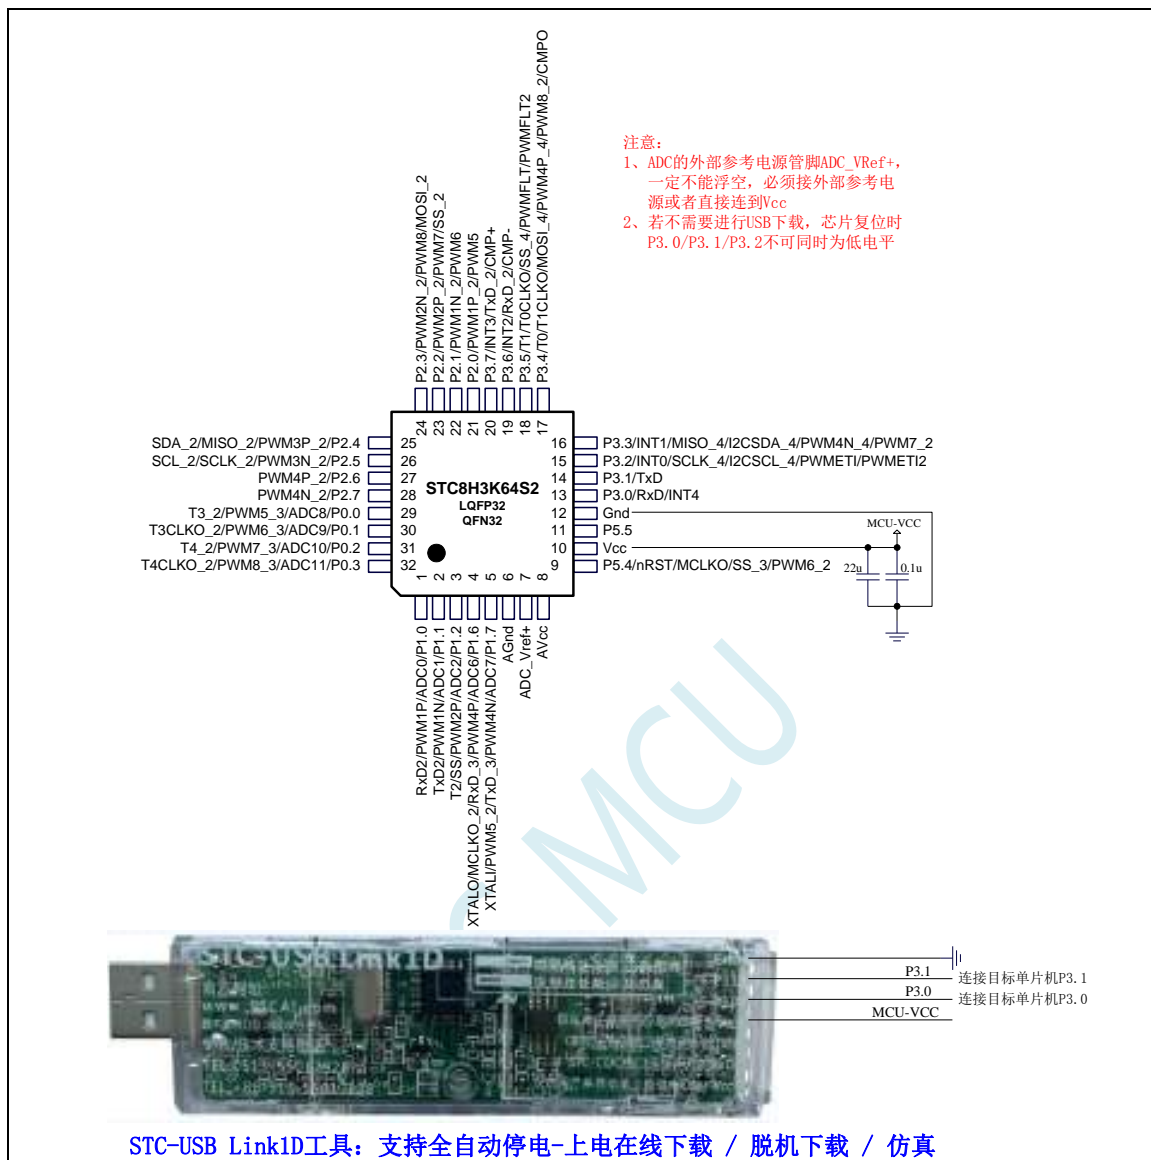 P2.3/PWM2N_2/PWM8/MOSI_2
P2.2/PWM2P_2/PWM7/SS_2
P2.1/PWM1N_2/PWM6
P2.0/PWM1P_2/PWM5
P3.7/INT3/TxD_2/CMP+
P3.6/INT2/RxD_2/CMP-
P3.5/T1/T0CLKO/SS_4/PWMFLT/PWMFLT2
P3.4/T0/T1CLKO/MOSI_4/PWM4P_4/PWM8_2/CMPO
注意:
1、ADC的外部参考电源管脚ADC_VRef+,
一定不能浮空, 必须接外部参考电
源或者直接连到Vcc
2、若不需要进行USB下载, 芯片复位时
P3.0/P3.1/P3.2不可同时为低电平
24 23 22 21 20 19 18 17
SDA_2/MISO_2/PWM3P_2/P2.4 25
SCL_2/SCLK_2/PWM3N_2/P2.5 26
PWM4P_2/P2.6 27
PWM4N_2/P2.7 28
T3_2/PWM5_3/ADC8/P0.0 29
T3CLKO_2/PWM6_3/ADC9/P0.1 30
T4_2/PWM7_3/ADC10/P0.2 31
T4CLKO_2/PWM8_3/ADC11/P0.3 32
STC8H3K64S2
LQFP32
QFN32
16 P3.3/INT1/MISO_4/I2CSDA_4/PWM4N_4/PWM7_2
15 P3.2/INT0/SCLK_4/I2CSCL_4/PWMETI/PWMETI2
14 P3.1/TxD
13 P3.0/RxD/INT4
12 Gnd
11 P5.5
10 Vcc
9 P5.4/nRST/MCLKO/SS_3/PWM6_2
MCU-VCC
22u
0.1u
1 2 3 4 5 6 7 8
RxD2/PWM1P/ADC0/P1.0
TxD2/PWM1N/ADC1/P1.1
T2/SS/PWM2P/ADC2/P1.2
XTALO/MCLKO_2/RxD_3/PWM4P/ADC6/P1.6
XTALI/PWM5_2/TxD_3/PWM4N/ADC7/P1.7
AGnd
ADC_Vref+
AVcc
MCU
STC-USB Link1D
P3.1 连接目标单片机P3.1
P3.0 连接目标单片机P3.0
MCU-VCC
STC-USB Link1D工具: 支持全自动停电-上电在线下载 / 脱机下载 / 仿真